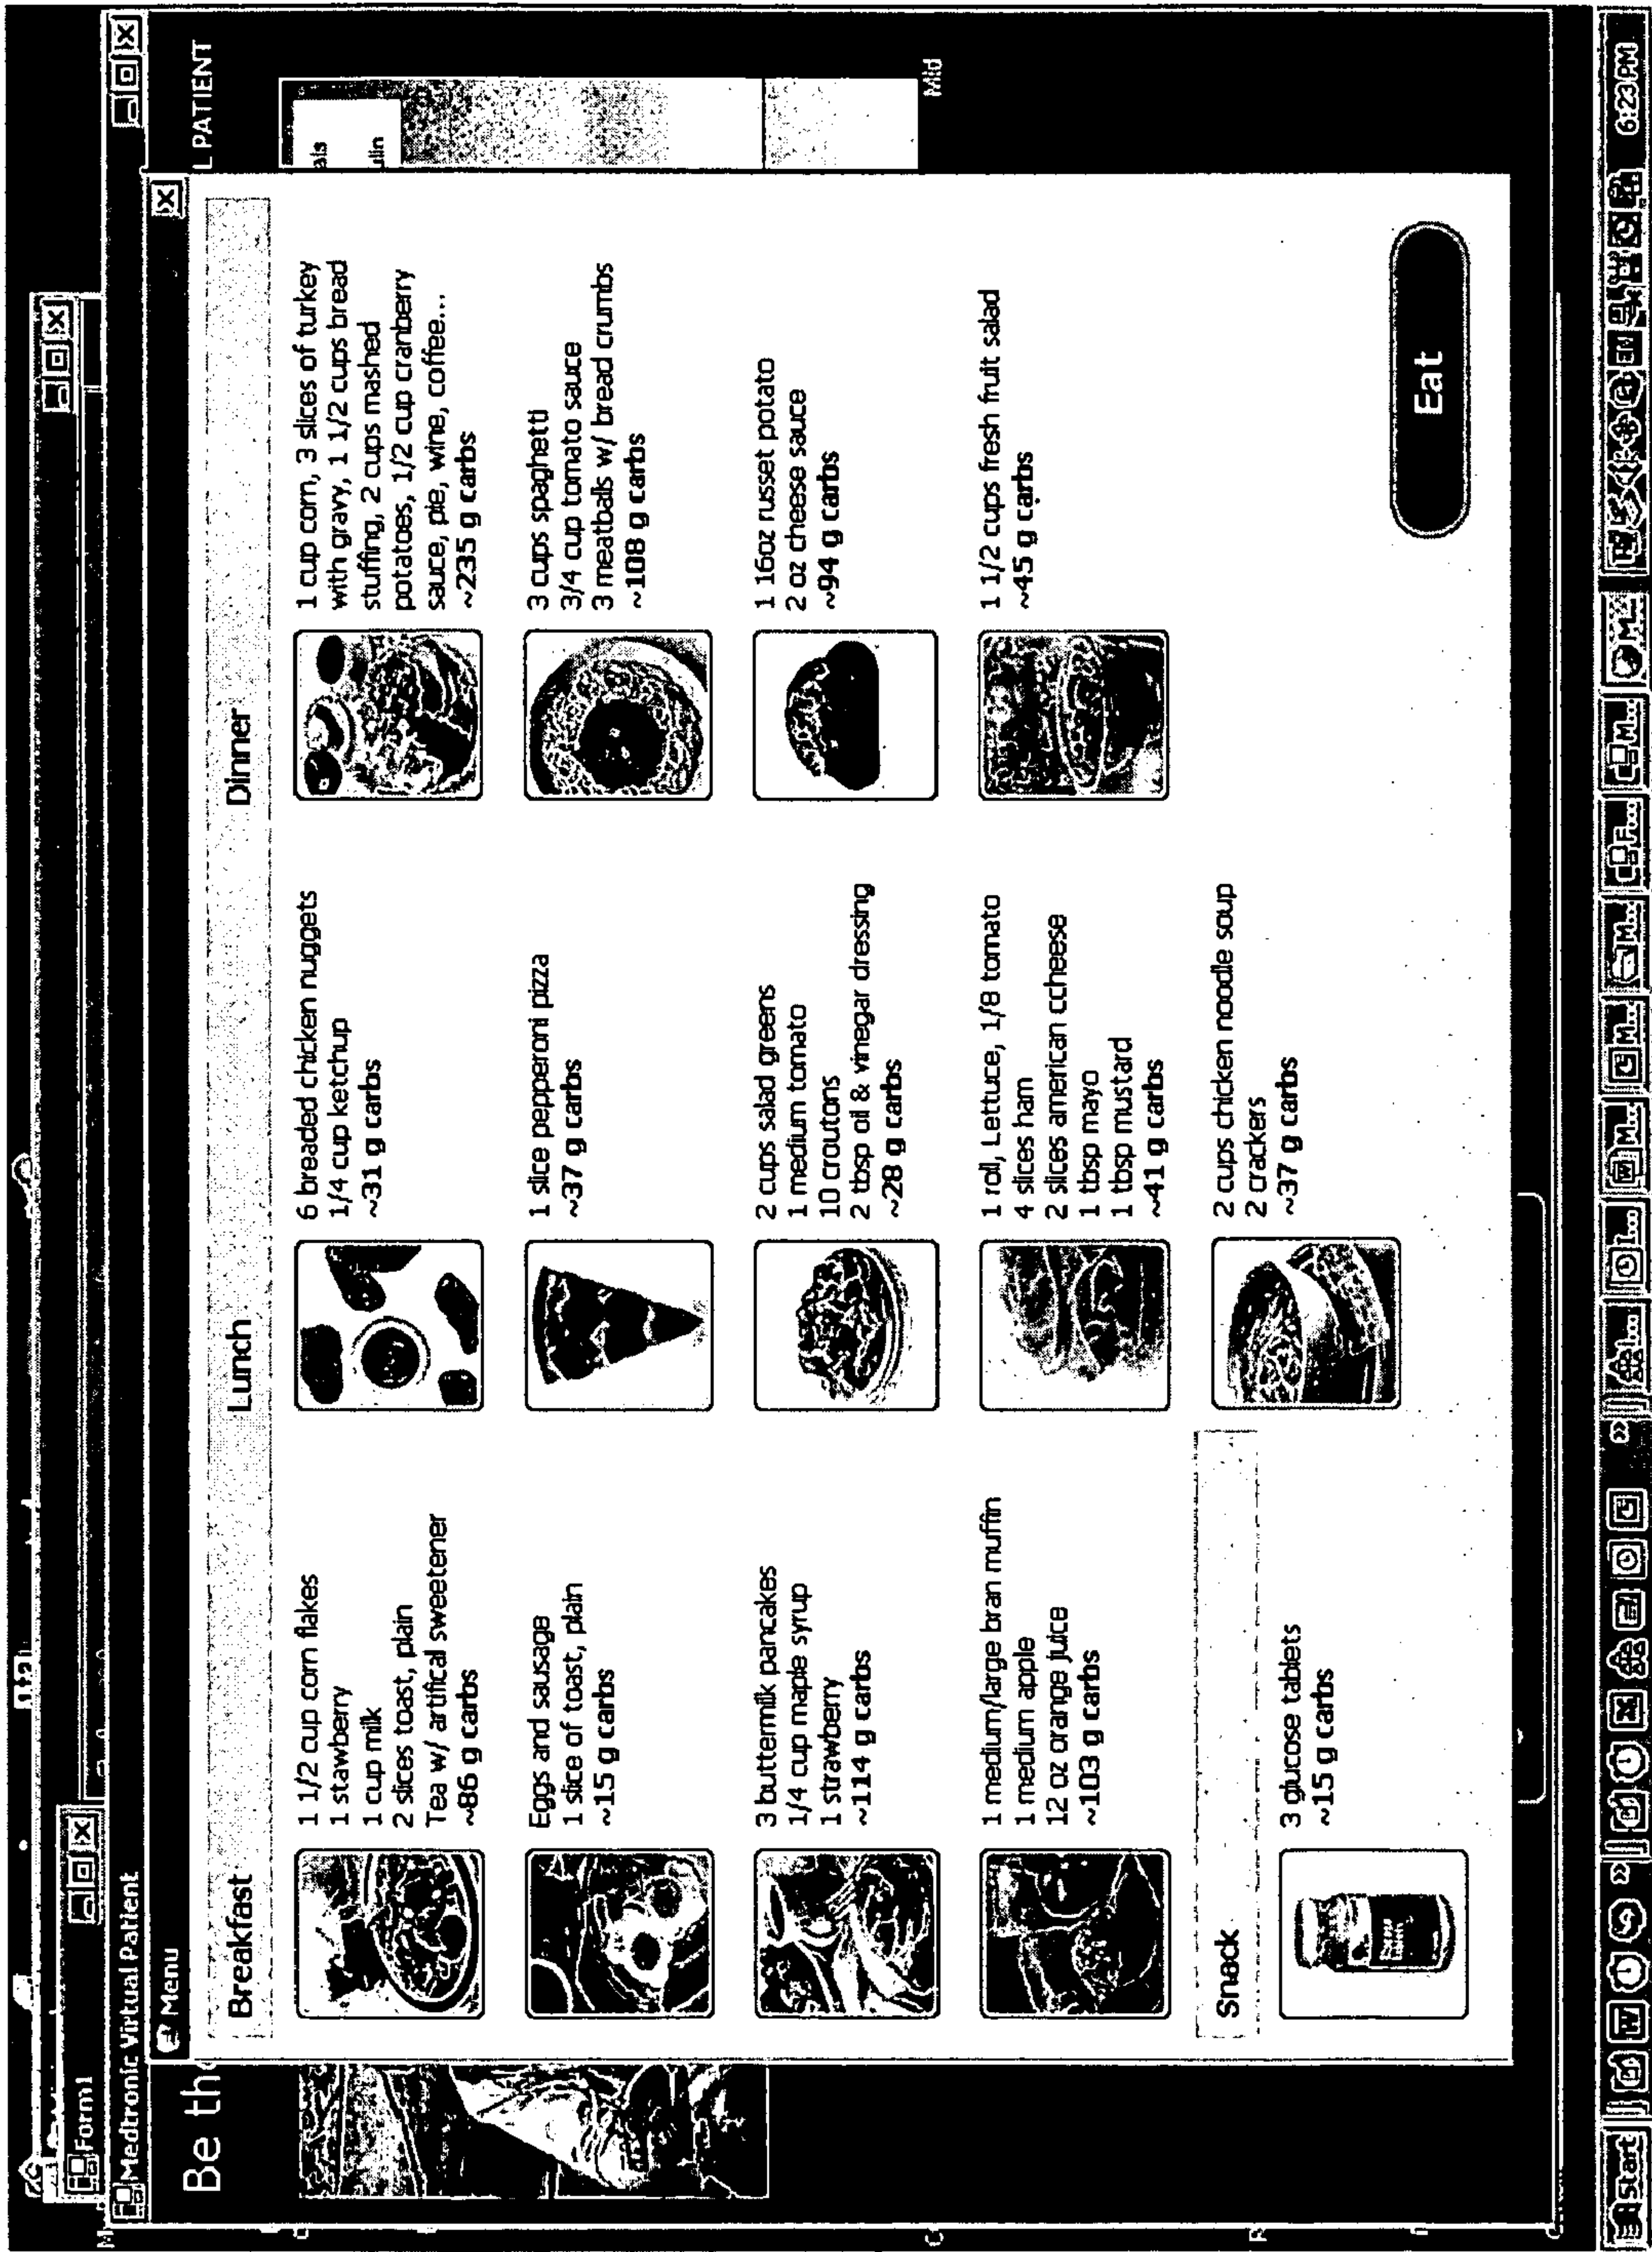 Form1
Medtronic Virtual Patient
Be the
L PATIENT
als
ulin
Mild
Menu
Breakfast
Lunch
Dinner
1 1/2 cup corn flakes
1 stawberry
1 cup milk
2 slices toast, plain
Tea w/ artifical sweetener
~86 g carbs
Eggs and sausage
1 slice of toast, plain
~15 g carbs
3 buttermilk pancakes
1/4 cup maple syrup
1 strawberry
~114 g carbs
1 medium/large bran muffin
1 medium apple
12 oz orange juice
~103 g carbs
Snack
3 glucose tablets
~15 g carbs
6 breaded chicken nuggets
1/4 cup ketchup
~31 g carbs
1 slice pepperoni pizza
~37 g carbs
2 cups salad greens
1 medium tomato
10 croutons
2 tbsp oil & vinegar dressing
~28 g carbs
1 roll, Lettuce, 1/8 tomato
4 slices ham
2 slices american ccheese
1 tbsp mayo
1 tbsp mustard
~41 g carbs
2 cups chicken noodle soup
2 crackers
~37 g carbs
1 cup corn, 3 slices of turkey
with gravy, 1 1/2 cups bread
stuffing, 2 cups mashed
potatoes, 1/2 cup cranberry
sauce, pie, wine, coffee...
~235 g carbs
3 cups spaghetti
3/4 cup tomato sauce
3 meatballs w/ bread crumbs
~108 g carbs
1 16oz russet potato
2 oz cheese sauce
~94 g carbs
1 1/2 cups fresh fruit salad
~45 g carbs
Eat
Start
6:23 PM